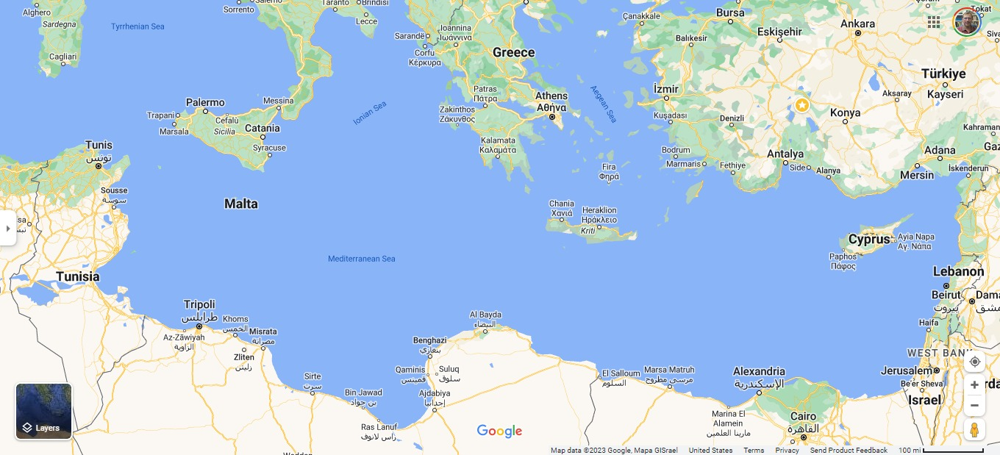 Alghero
Sardegna
Cagliari
Tyrrhenian Sea
Sorrento
Salerno
Taranto
Brindisi
Lecce
Sarandë
Ioannina
Ιωάννινα
Corfu
Κέρκυρα
Greece
Çanakkale
Bursa
Balıkesir
Eskişehir
Ankara
Tokat
Türkiye
Kayseri
Aksaray
Konya
İzmir
Kuşadası
Denizli
Aegean Sea
Athens
Αθήνα
Patras
Πάτρα
Zakinthos
Ζάκυνθος
Kalamata
Καλαμάτα
Ionian Sea
Messina
Palermo
Trapani
Marsala
Cefalù
Sicilia
Catania
Syracuse
Tunis
تونس
Sousse
سوسة
Malta
Bodrum
Marmaris
Fethiye
Antalya
Side
Alanya
Mersin
Adana
Kahraman
Gaz
İskenderun
Fira
Φηρά
Chania
Χανιά
Heraklion
Ηράκλειο
Kriti
Cyprus
Ayia Napa
Αγ. Νάπα
Paphos
Πάφος
Mediterranean Sea
Tunisia
Lebanon
Beirut
بيروت
Haifa
WEST BANK
Jerusalem
Be'er Sheva
Israel
Tripoli
طرابلس
Az-Zāwiyah
الزاوية
Khoms
الخمس
Misrata
مصراتة
Zliten
زليتن
Sirte
سرت
Bin Jawad
بن جواد
Ras Lanuf
راس لانوف
Al Bayda
البيضاء
Benghazi
بنغازي
Qaminis
قمينس
Suluq
سلوق
Ajdabiya
إجدابيا
El Salloum
السلوم
Marsa Matruh
مرسى مطروح
Alexandria
الإسكندرية
Marina El
Alamein
مارينا العلمين
Cairo
القاهرة
Layers
Google
Map data ©2023 Google, Mapa GISrael United States Terms Privacy Send Product Feedback 100 mi